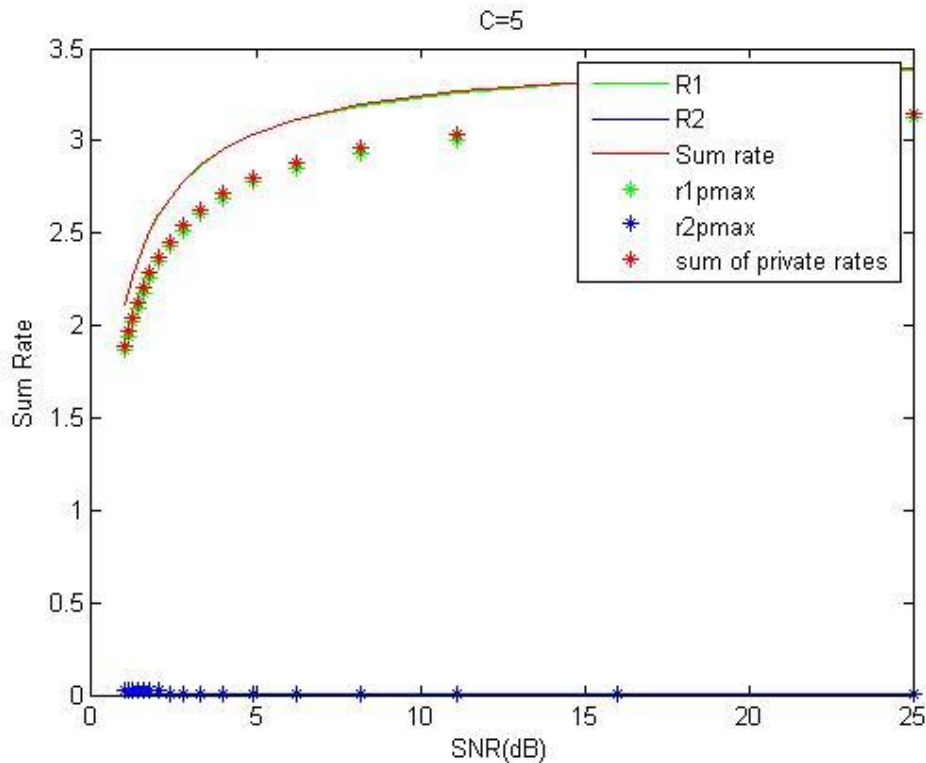 C=5
3.5
3
2.5
2
1.5
1
0.5
0
Sum Rate
R1
R2
Sum rate
r1pmax
r2pmax
sum of private rates
0 5 10 15 20 25
SNR(dB)